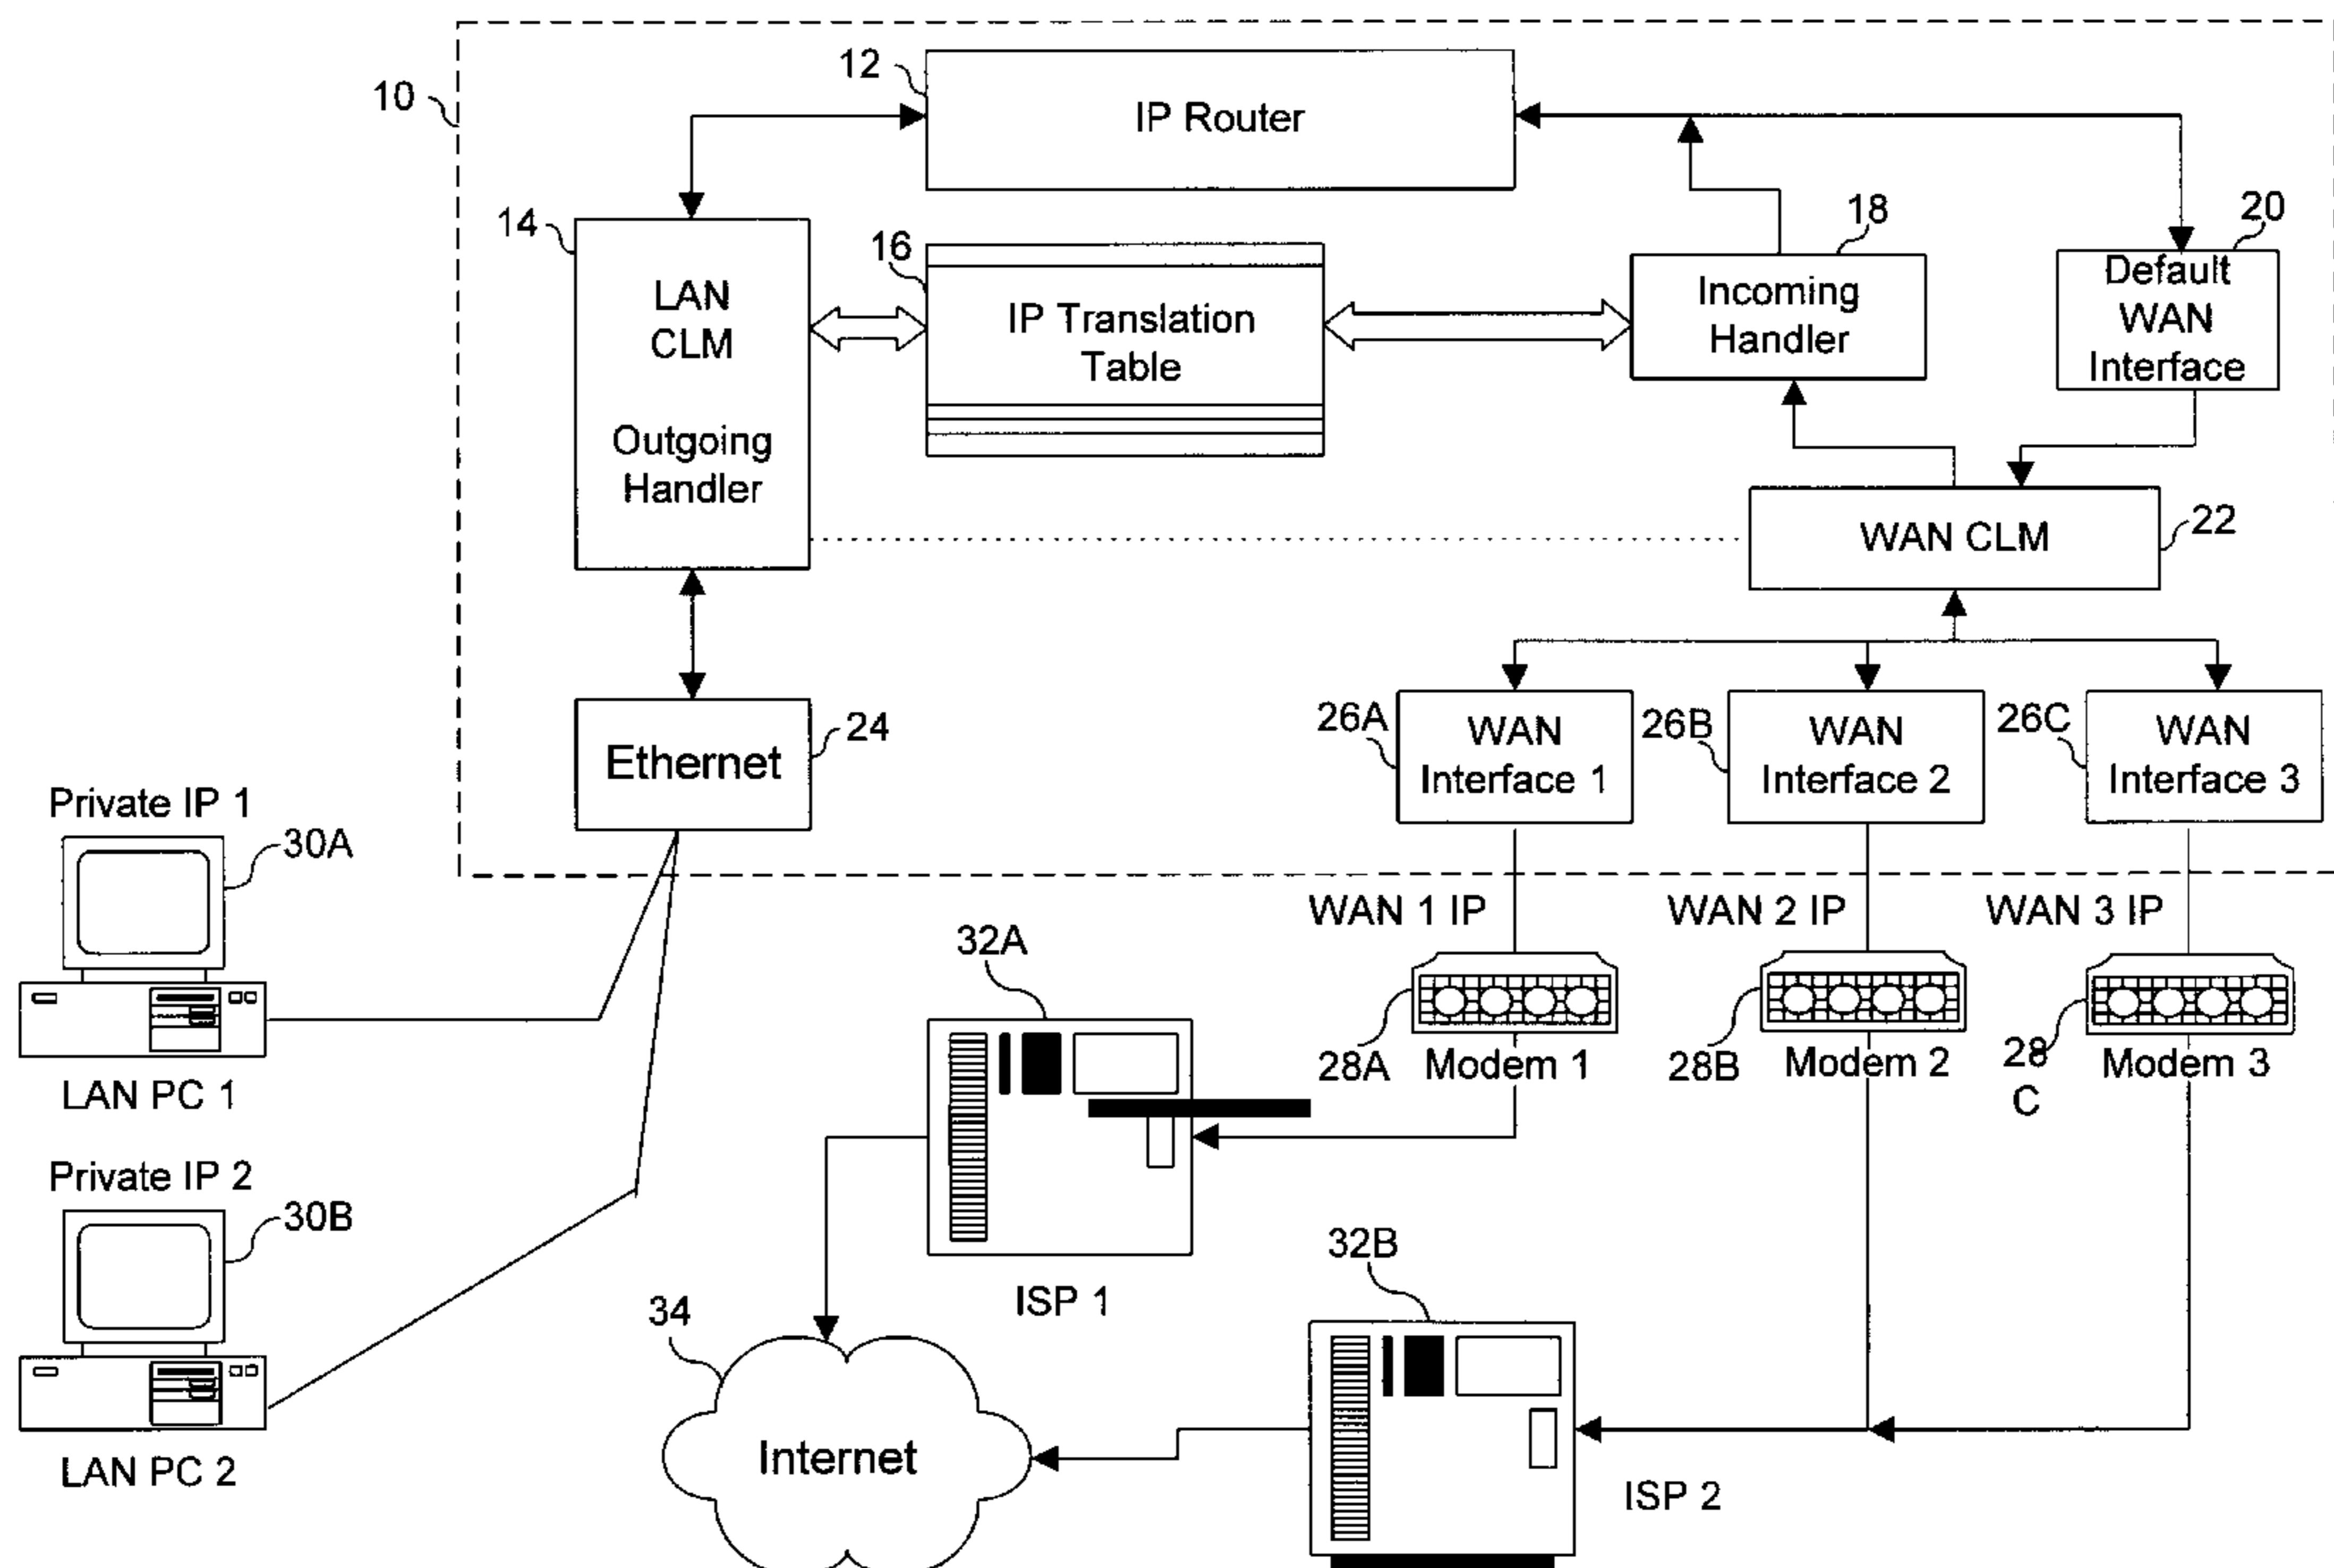 10
12
IP Router
14
LAN
CLM
Outgoing
Handler
16
IP Translation
Table
18
Incoming
Handler
20
Default
WAN
Interface
WAN CLM
22
Ethernet
24
26A
WAN
Interface 1
26B
WAN
Interface 2
26C
WAN
Interface 3
Private IP 1
30A
LAN PC 1
Private IP 2
30B
LAN PC 2
WAN 1 IP
WAN 2 IP
WAN 3 IP
28A
Modem 1
28B
Modem 2
28
C
Modem 3
32A
ISP 1
32B
ISP 2
34
Internet